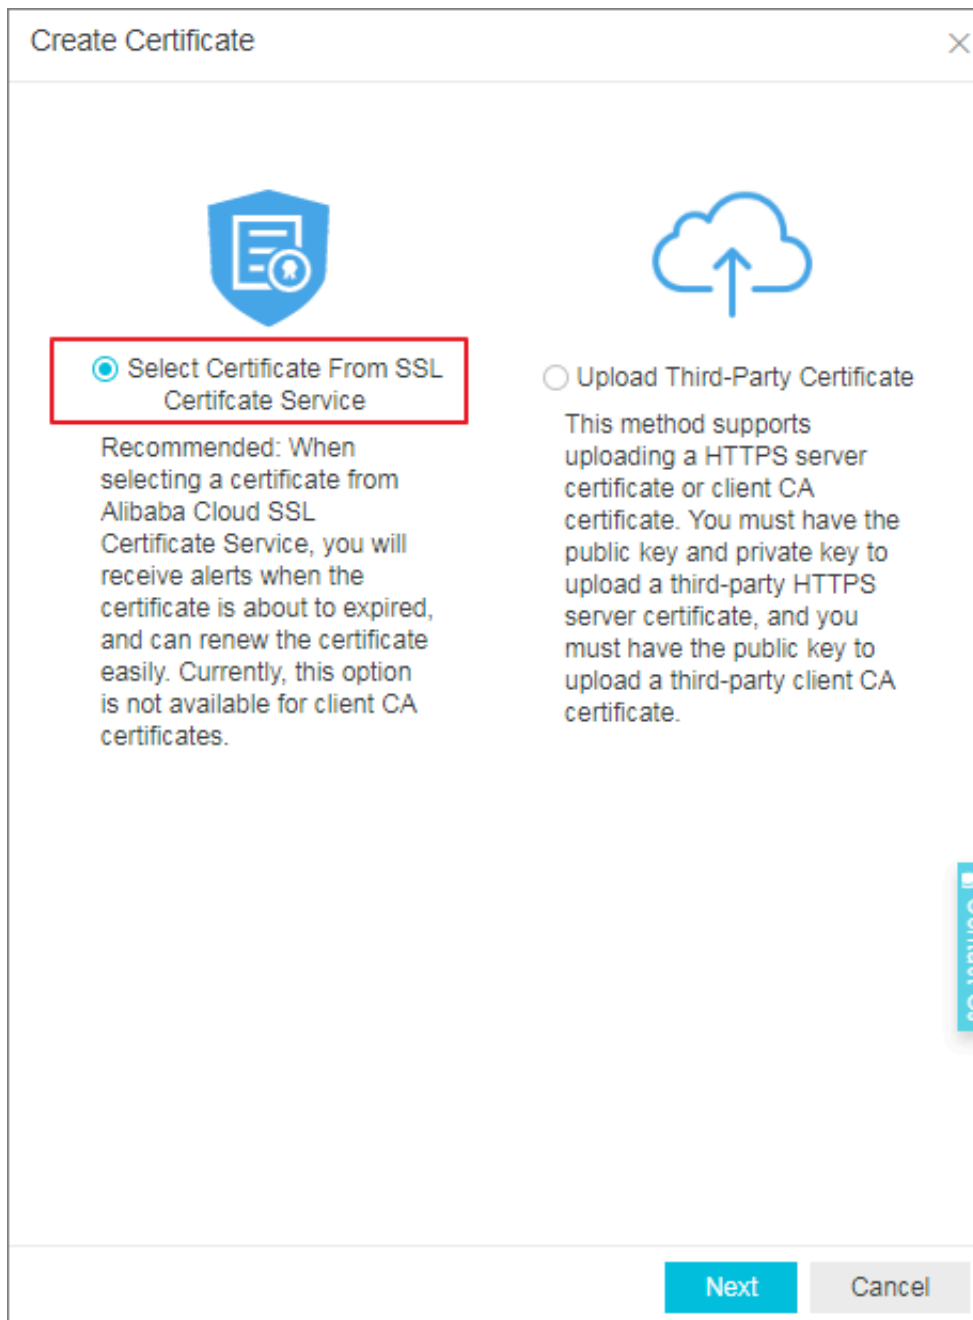 Create Certificate
Select Certificate From SSL
Certifcate Service
Recommended: When
selecting a certificate from
Alibaba Cloud SSL
Certificate Service, you will
receive alerts when the
certificate is about to expired,
and can renew the certificate
easily. Currently, this option
is not available for client CA
certificates.
Upload Third-Party Certificate
This method supports
uploading a HTTPS server
certificate or client CA
certificate. You must have the
public key and private key to
upload a third-party HTTPS
server certificate, and you
must have the public key to
upload a third-party client CA
certificate.
Next
Cancel